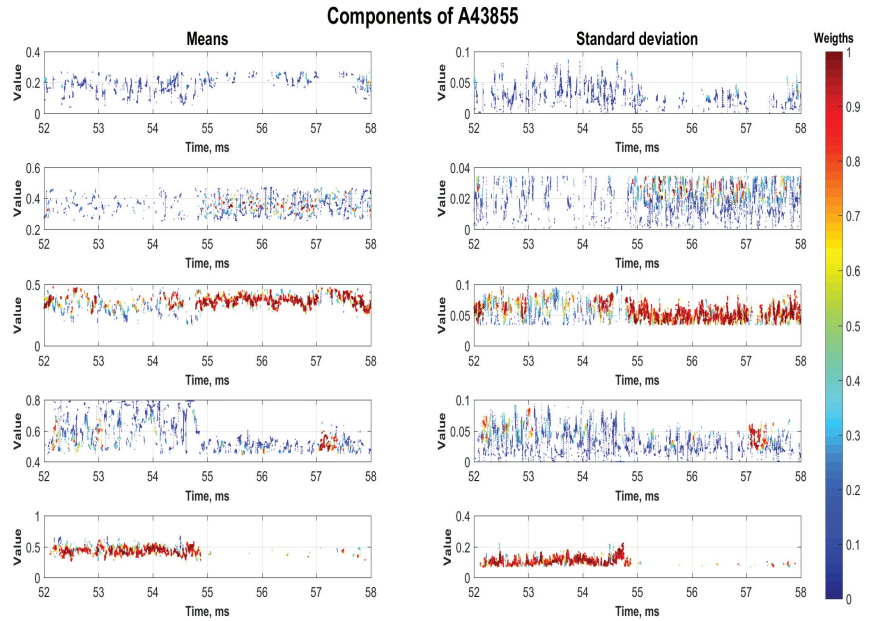 Components of A43855
Means
Standard deviation
Weigths
Value
0.4
0.2
0
52 53 54 55 56 57 58
Time, ms
Value
0.1
0.05
0
52 53 54 55 56 57 58
Time, ms
Value
0.6
0.4
0.2
52 53 54 55 56 57 58
Time, ms
Value
0.04
0.02
0
52 53 54 55 56 57 58
Time, ms
Value
0.5
0
52 53 54 55 56 57 58
Time, ms
Value
0.1
0.05
0
52 53 54 55 56 57 58
Time, ms
Value
0.8
0.6
0.4
52 53 54 55 56 57 58
Time, ms
Value
0.1
0.05
0
52 53 54 55 56 57 58
Time, ms
Value
1
0.5
0
52 53 54 55 56 57 58
Time, ms
Value
0.4
0.2
0
52 53 54 55 56 57 58
Time, ms
1
0.9
0.8
0.7
0.6
0.5
0.4
0.3
0.2
0.1
0